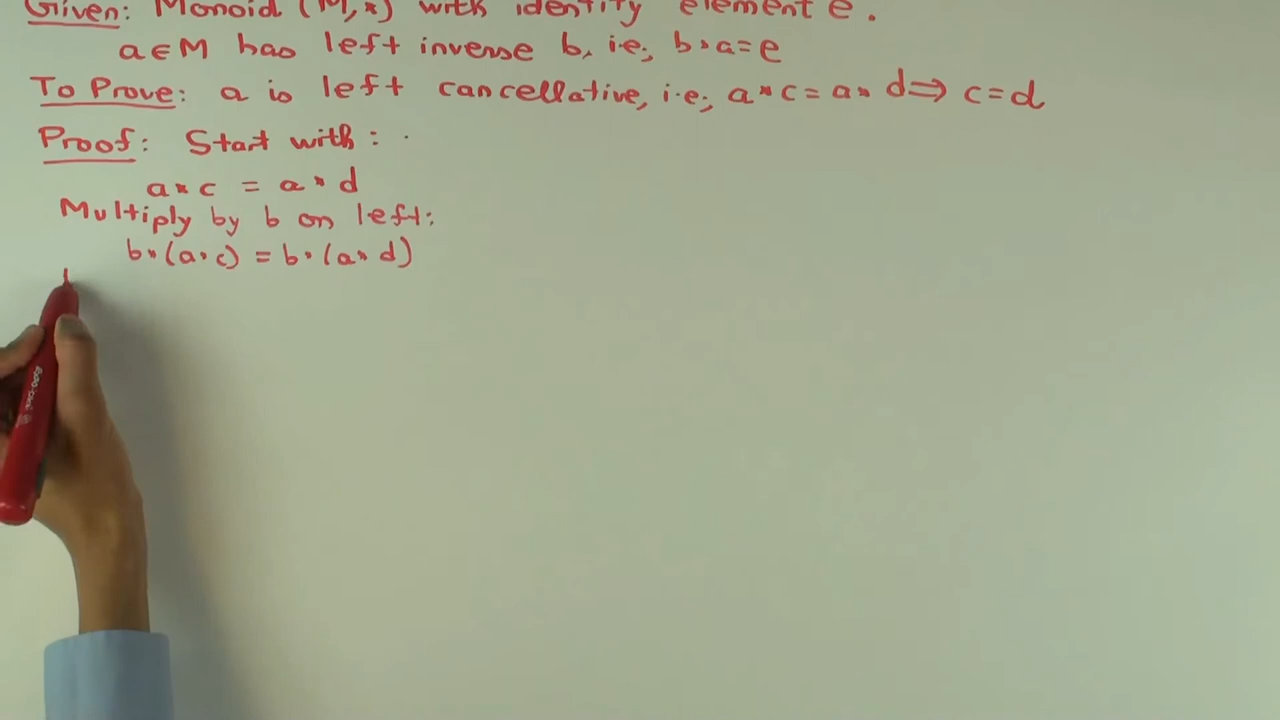 Given: Monoid (M,*) with identity element e.
a∈M has left inverse b, i.e., b*a=e
To Prove: a is left cancellative, i.e., a*c=a*d⇒c=d
Proof: Start with:
a*c = a*d
Multiply by b on left:
b*(a*c) = b*(a*d)